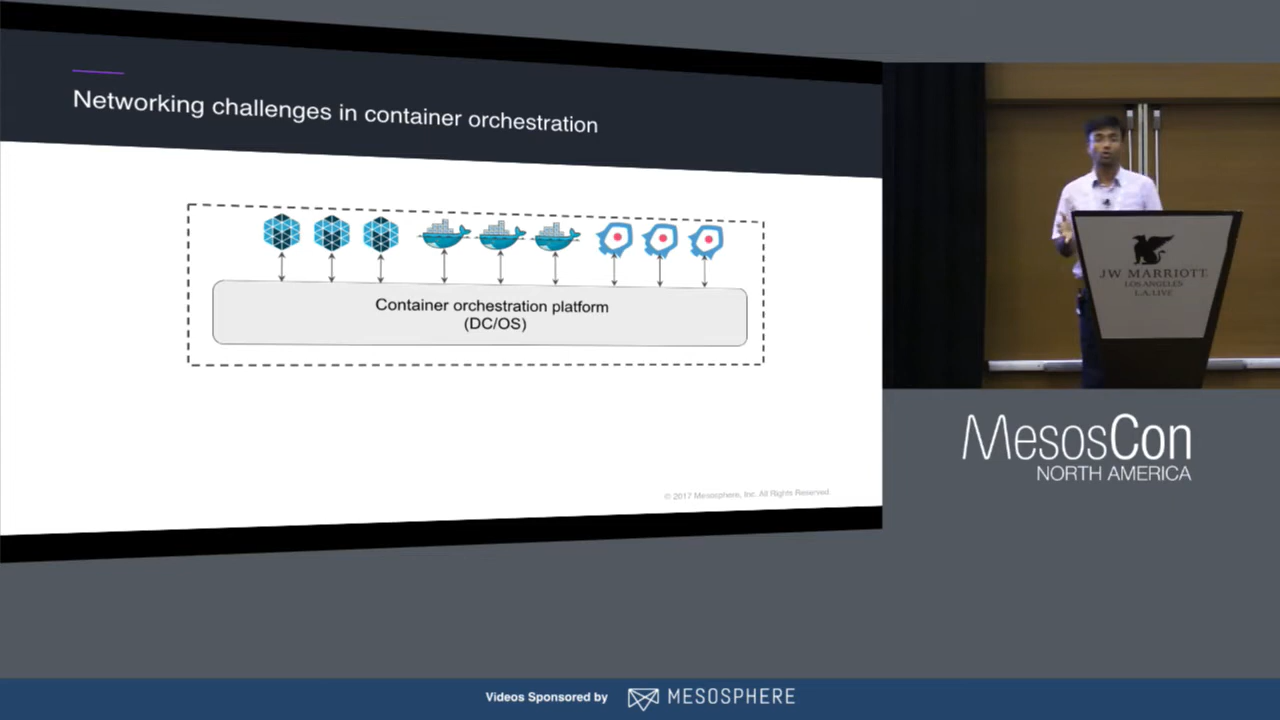 Networking challenges in container orchestration
Container orchestration platform
(DC/OS)
© 2017 Mesosphere, Inc. All Rights Reserved
JW MARRIOTT
LOS ANGELES
L.A. LIVE
MesosCon
NORTH AMERICA
Videos Sponsored by MESOSPHERE